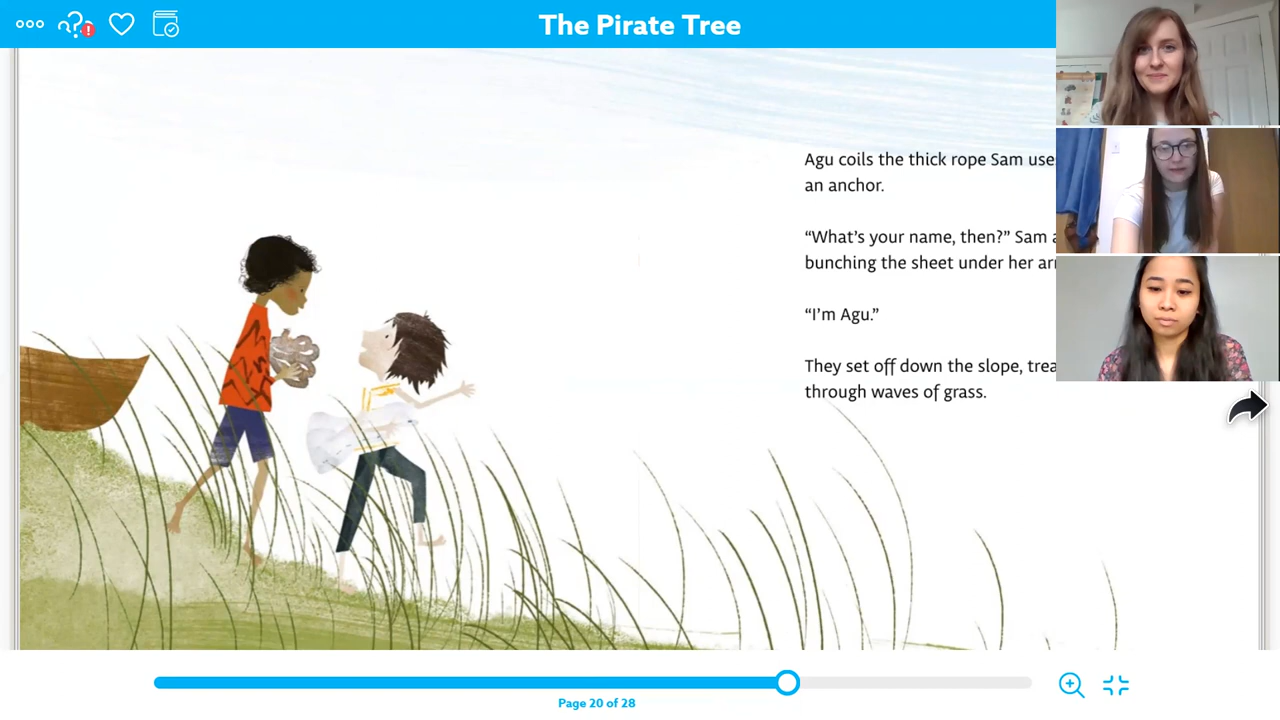 The Pirate Tree
Agu coils the thick rope Sam use
an anchor.
“What’s your name, then?” Sam a
bunching the sheet under her ar
“I’m Agu.”
They set off down the slope, trea
through waves of grass.
Page 20 of 28